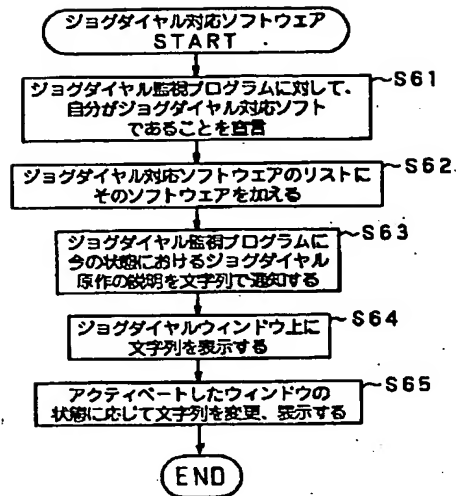 ジョグダイヤル対応ソフトウェア
START
ジョグダイヤル監視プログラムに対して、
自分がジョグダイヤル対応ソフト
であることを宣言
S61
ジョグダイヤル対応ソフトウェアのリストに
そのソフトウェアを加える
S62
ジョグダイヤル監視プログラムに
今の状態におけるジョグダイヤル
原作の説明を文字列で通知する
S63
ジョグダイヤルウィンドウ上に
文字列を表示する
S64
アクティベートしたウィンドウの
状態に応じて文字列を変更、表示する
S65
END